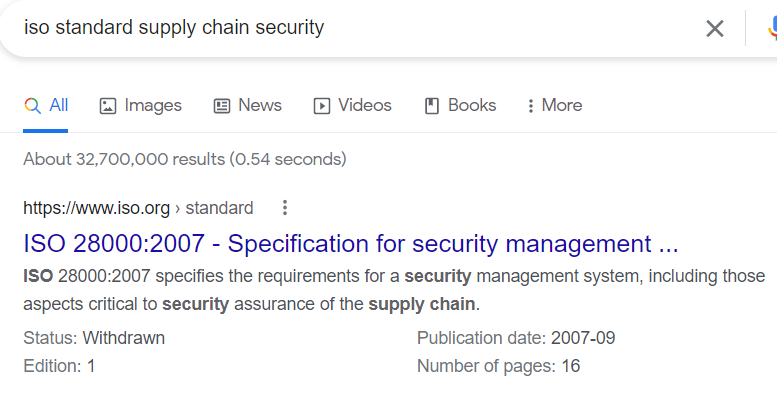 iso standard supply chain security
All Images News Videos Books More
About 32,700,000 results (0.54 seconds)
https://www.iso.org › standard
ISO 28000:2007 - Specification for security management ...
ISO 28000:2007 specifies the requirements for a security management system, including those
aspects critical to security assurance of the supply chain.
Status: Withdrawn Publication date: 2007-09
Edition: 1 Number of pages: 16